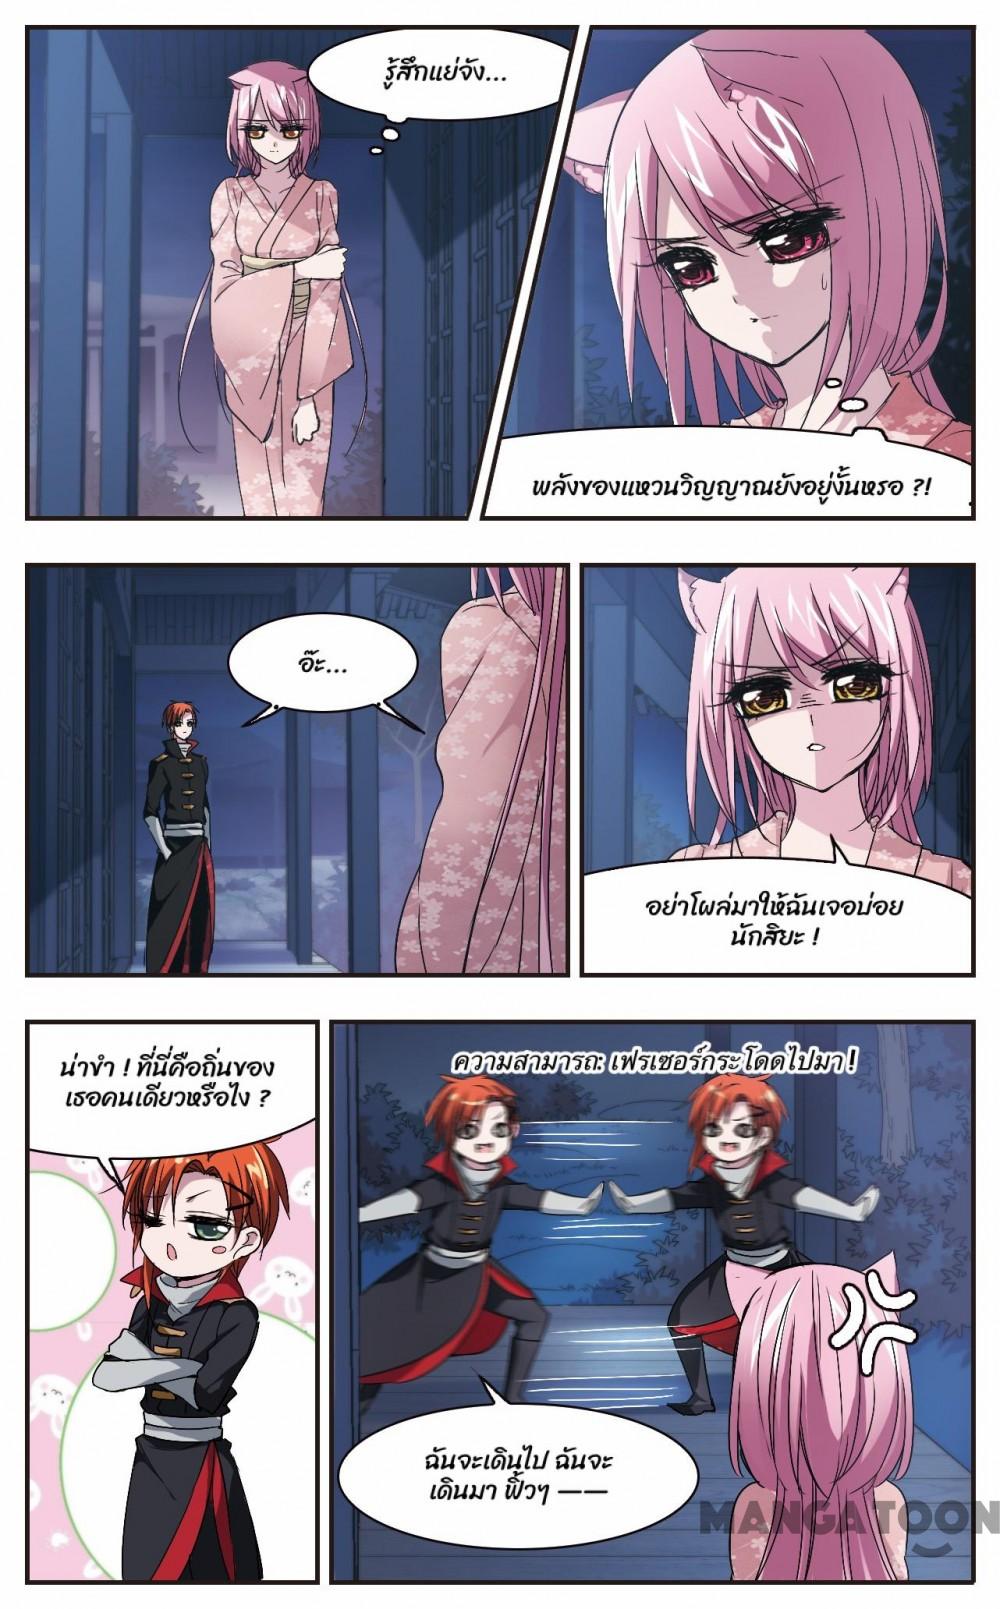 รู้สึกแย่จัง...
พลังของแหวนวิญญาณยังอยู่งั้นหรอ ?!
อ๊ะ...
อย่าโผล่มาให้ฉันเจอบ่อย
นักสิยะ !
น่าขำ ! ที่นี่คือถิ่นของ
เธอคนเดียวหรือไง ?
ความสามารถ: เฟรเซอร์กระโดดไปมา !
ฉันจะเดินไป ฉันจะ
เดินมา ฟิ้วๆ ——
MANGATOON